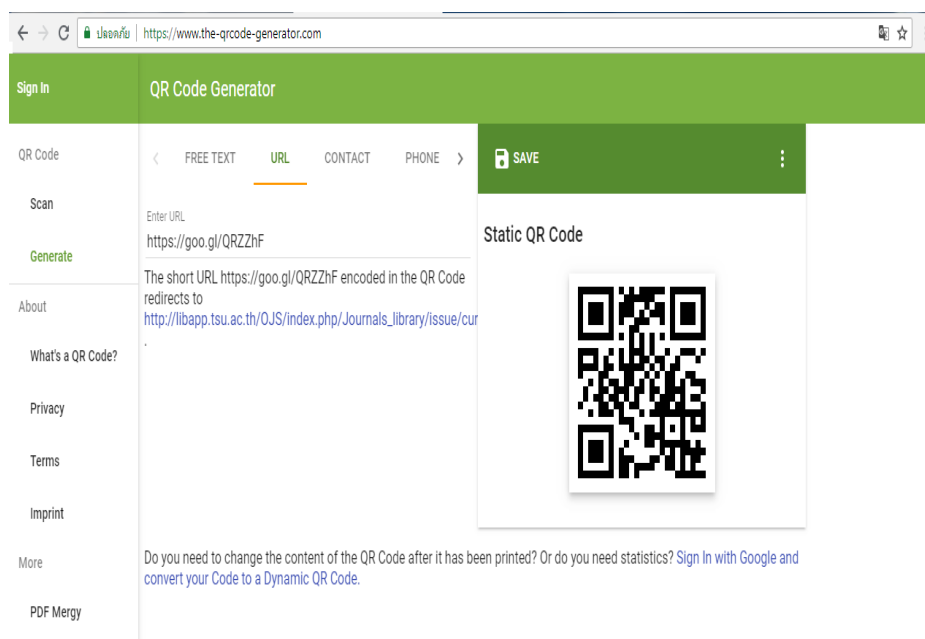 ปลอดภัย https://www.the-qrcode-generator.com
Sign In
QR Code Generator
QR Code
Scan
Generate
About
What's a QR Code?
Privacy
Terms
Imprint
More
PDF Mergy
FREE TEXT URL CONTACT PHONE
Enter URL
https://goo.gl/QRZZhF
The short URL https://goo.gl/QRZZhF encoded in the QR Code
redirects to
http://libapp.tsu.ac.th/OJS/index.php/Journals_library/issue/cur
.
SAVE
Static QR Code
Do you need to change the content of the QR Code after it has been printed? Or do you need statistics? Sign In with Google and
convert your Code to a Dynamic QR Code.